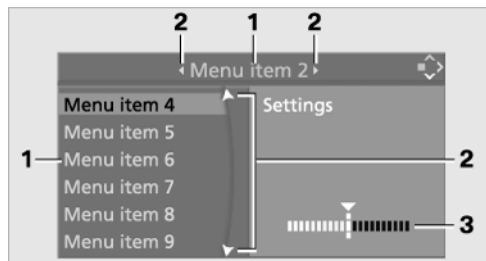 2 1 2
Menu item 2
Menu item 4 Settings
Menu item 5
1 Menu item 6 2
Menu item 7
Menu item 8 3
Menu item 9